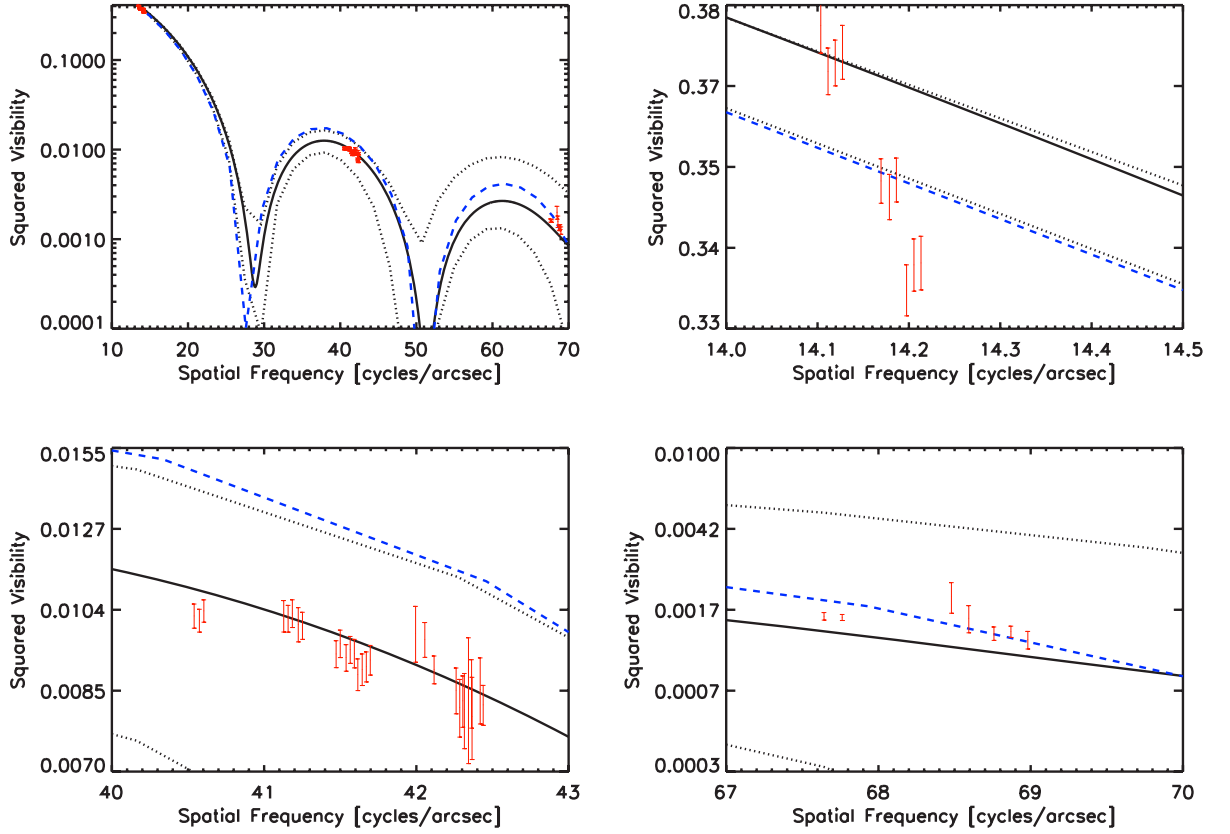 0.1000
0.0100
0.0010
0.0001
Squared Visibility
10 20 30 40 50 60 70
Spatial Frequency [cycles/arcsec]
0.38
0.37
0.35
0.34
0.33
Squared Visibility
14.0 14.1 14.2 14.3 14.4 14.5
Spatial Frequency [cycles/arcsec]
0.0155
0.0127
0.0104
0.0085
0.0070
Squared Visibility
40 41 42 43
Spatial Frequency [cycles/arcsec]
0.0100
0.0042
0.0017
0.0007
0.0003
Squared Visibility
67 68 69 70
Spatial Frequency [cycles/arcsec]